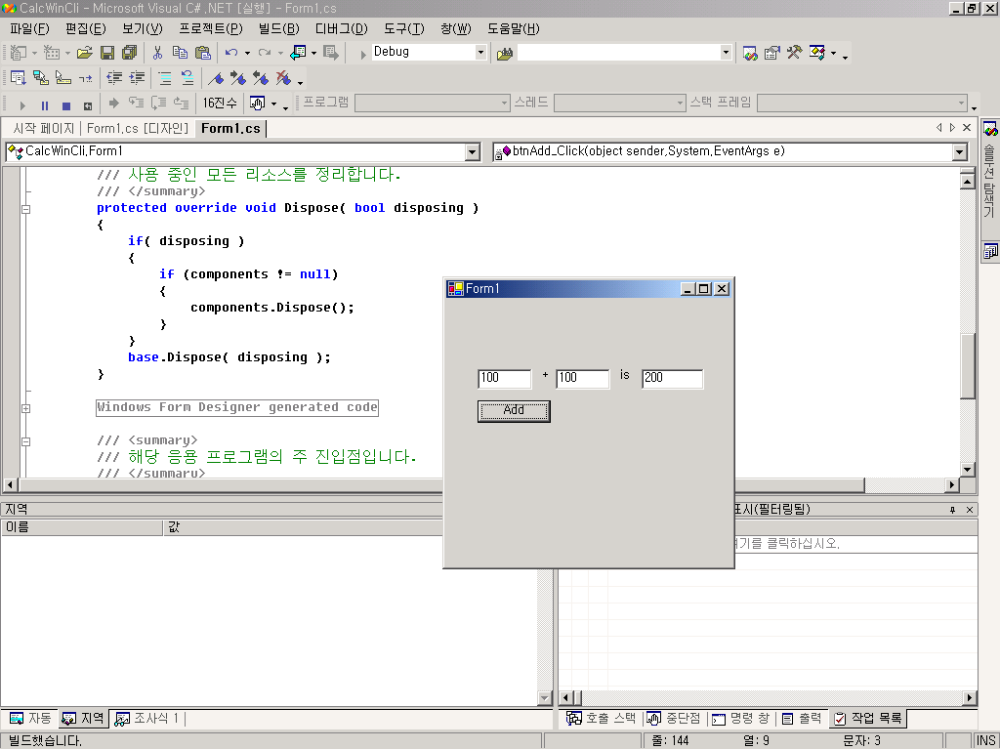 CalcWinCli - Microsoft Visual C# .NET [실행] - Form1.cs
파일(F) 편집(E) 보기(V) 프로젝트(P) 빌드(B) 디버그(D) 도구(T) 창(W) 도움말(H)
Debug
16진수 프로그램 스레드 스택 프레임
시작 페이지 Form1.cs [디자인] Form1.cs
CalcWinCli.Form1 btnAdd_Click(object sender,System.EventArgs e)
/// 사용 중인 모든 리소스를 정리합니다.
/// </summary>
protected override void Dispose( bool disposing )
{
if( disposing )
{
if (components != null)
{
components.Dispose();
}
}
base.Dispose( disposing );
}
Windows Form Designer generated code
/// <summary>
/// 해당 응용 프로그램의 주 진입점입니다.
/// </summary>
솔루션 탐색기
Form1
100 + 100 is 200
Add
지역
표시(필터링됨)
이름 값
기를 클릭하십시오.
자동 지역 조사식 1
호출 스택 중단점 명령 창 출력 작업 목록
빌드했습니다. 줄: 144 열: 9 문자: 3 INS